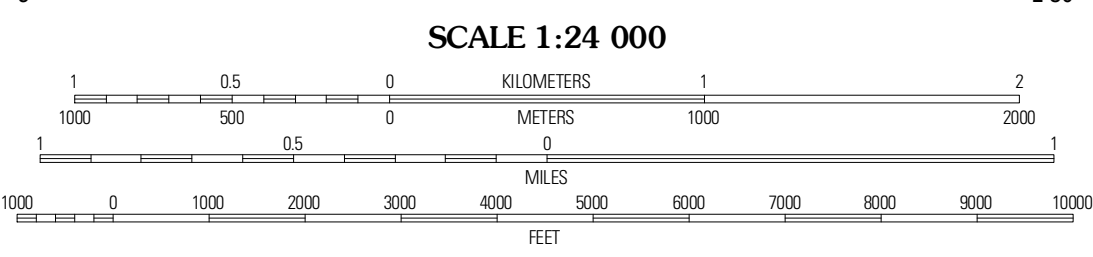 SCALE 1:24 000
1 0.5 0 KILOMETERS 1 2
1000 500 0 METERS 1000 2000
1 0.5 0 1
MILES
1000 0 1000 2000 3000 4000 5000 6000 7000 8000 9000 10000
FEET